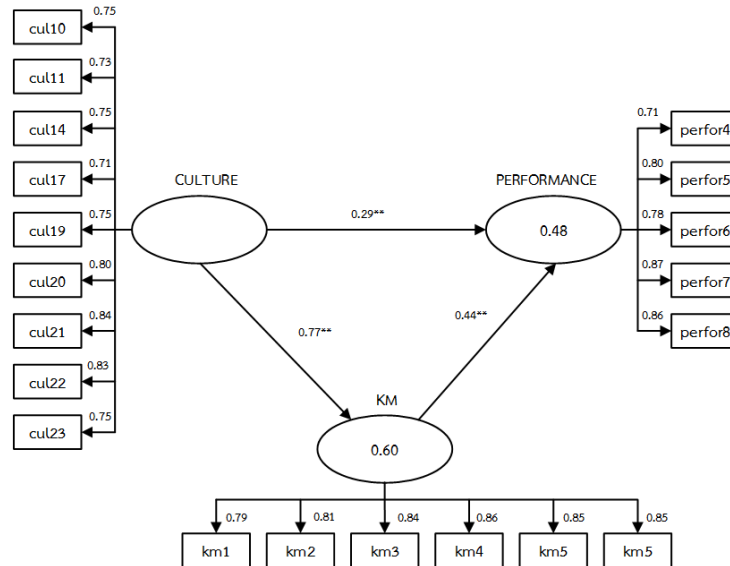 0.75
cul10
0.73
cul11
0.75
cul14
0.71
cul17
0.75
cul19
0.80
cul20
0.84
cul21
0.83
cul22
0.75
cul23
CULTURE
0.29**
0.77**
0.44**
PERFORMANCE
0.48
0.71
perfor4
0.80
perfor5
0.78
perfor6
0.87
perfor7
0.86
perfor8
KM
0.60
0.79 0.81 0.84 0.86 0.85 0.85
km1 km2 km3 km4 km5 km5